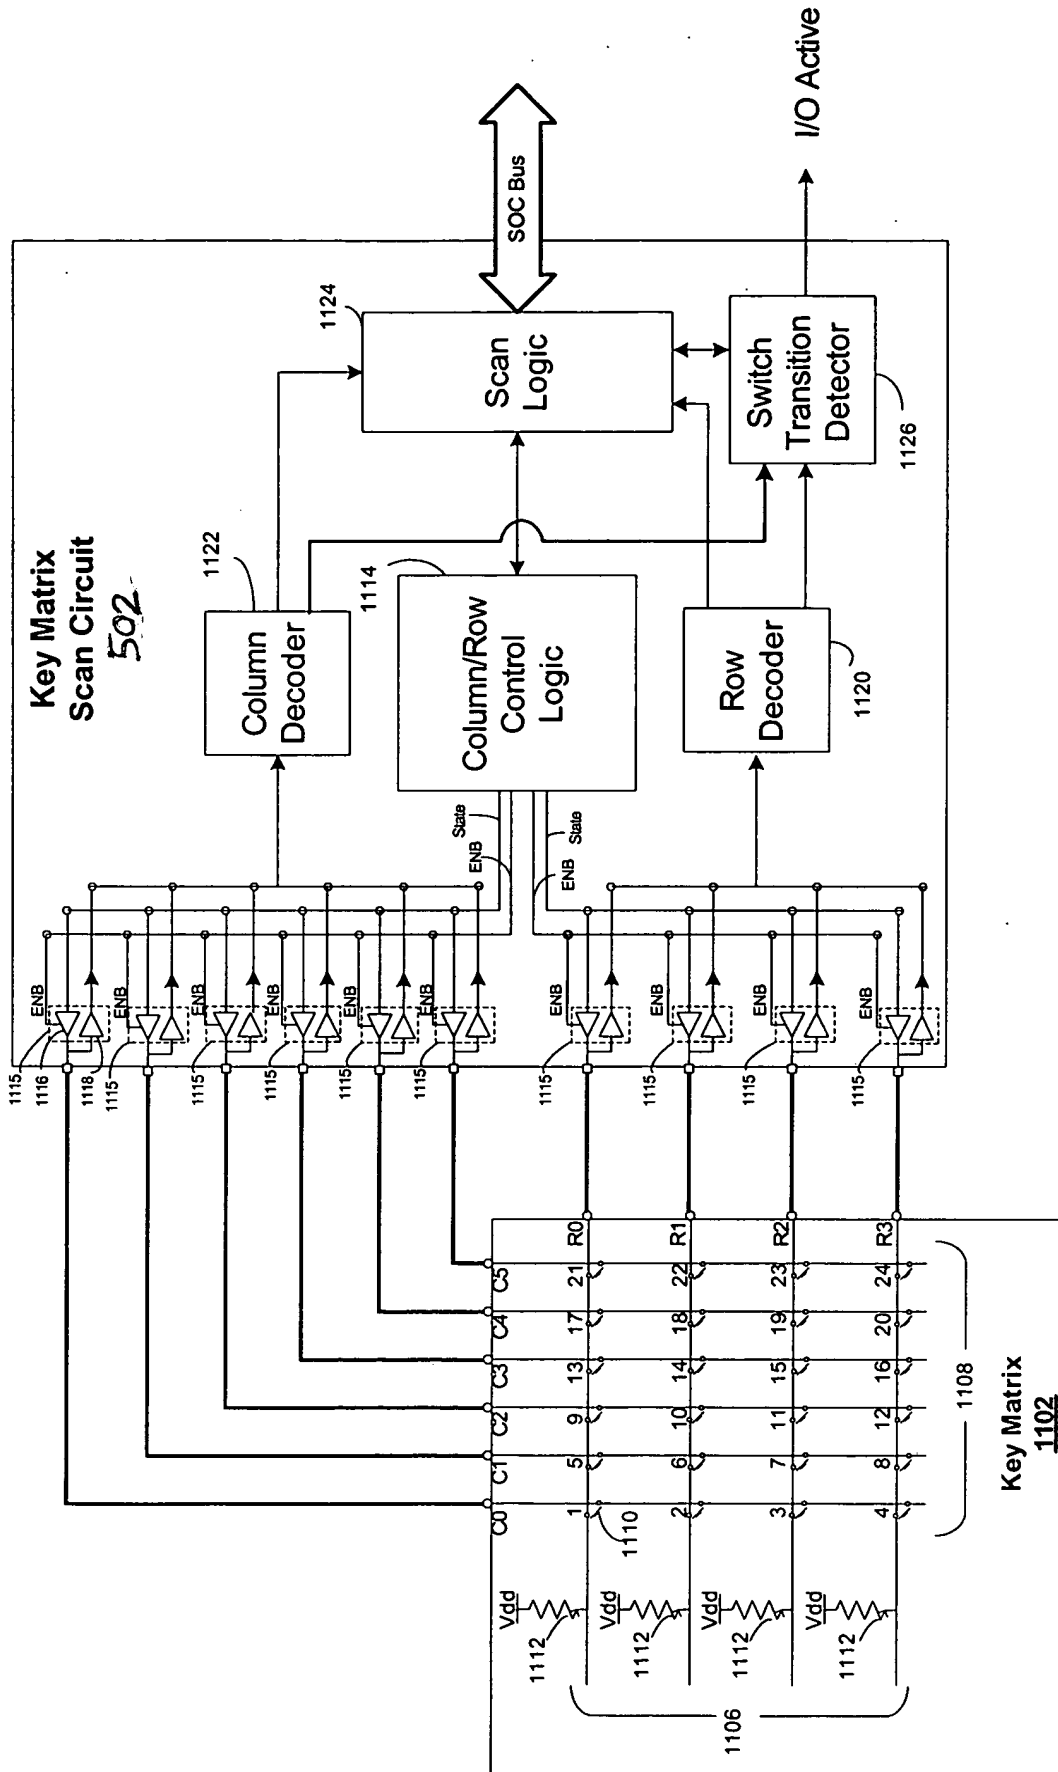 Key Matrix
Scan Circuit
502
1115
1116
1118
1115
1115
1115
1115
1115
1115
1115
1115
1115
ENB
ENB
ENB
ENB
ENB
ENB
ENB
ENB
ENB
ENB
State
ENB
ENB
State
1122
Column
Decoder
1114
Column/Row
Control
Logic
Row
Decoder
1120
1124
Scan
Logic
Switch
Transition
Detector
1126
SOC Bus
I/O Active
C0
C1
C2
C3
C4
C5
Vdd
1112
1
5
9
13
17
21
R0
1110
Vdd
1112
2
6
10
14
18
22
R1
Vdd
1112
3
7
11
15
19
23
R2
Vdd
1112
4
8
12
16
20
24
R3
1106
1108
Key Matrix
1102